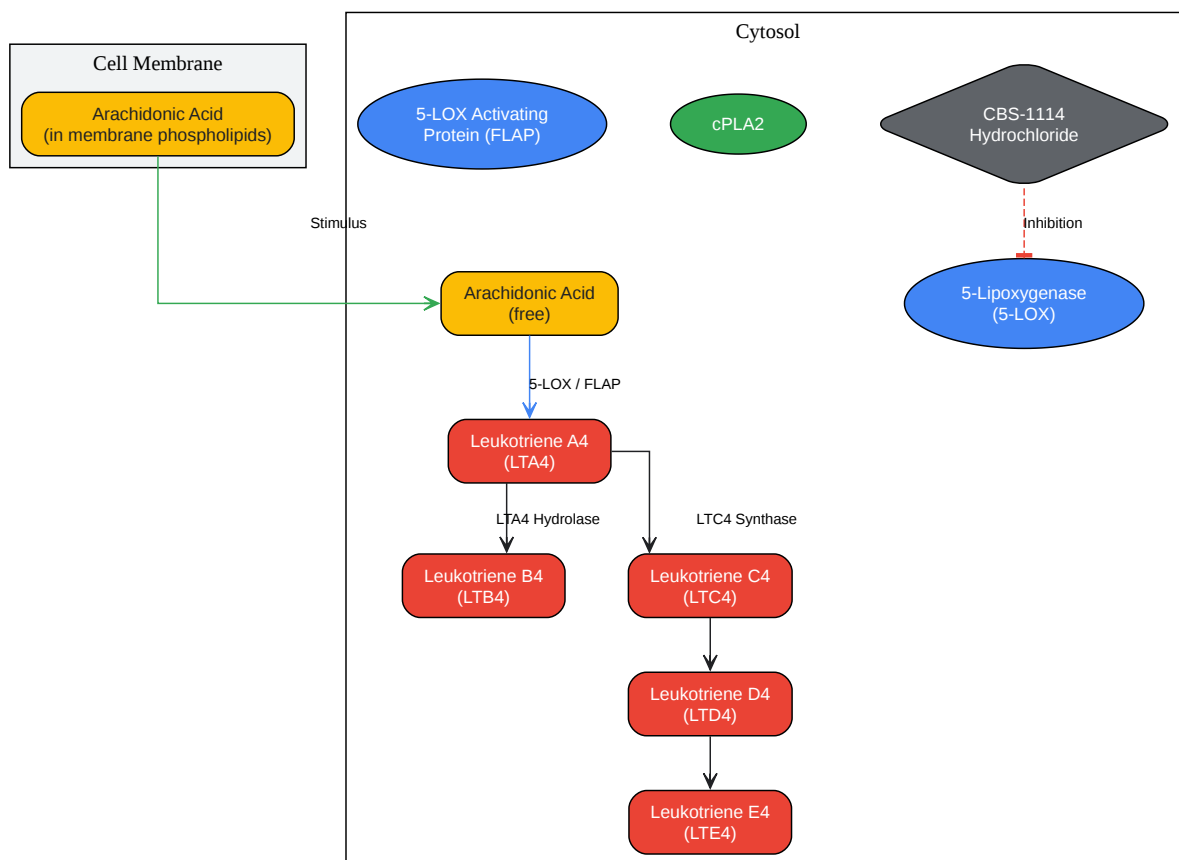 Cytosol
Cell Membrane
Arachidonic Acid
(in membrane phospholipids)
5-LOX Activating
Protein (FLAP)
cPLA2
CBS-1114
Hydrochloride
Stimulus
Inhibition
Arachidonic Acid
(free)
5-Lipoxygenase
(5-LOX)
5-LOX / FLAP
Leukotriene A4
(LTA4)
LTA4 Hydrolase
LTC4 Synthase
Leukotriene B4
(LTB4)
Leukotriene C4
(LTC4)
Leukotriene D4
(LTD4)
Leukotriene E4
(LTE4)